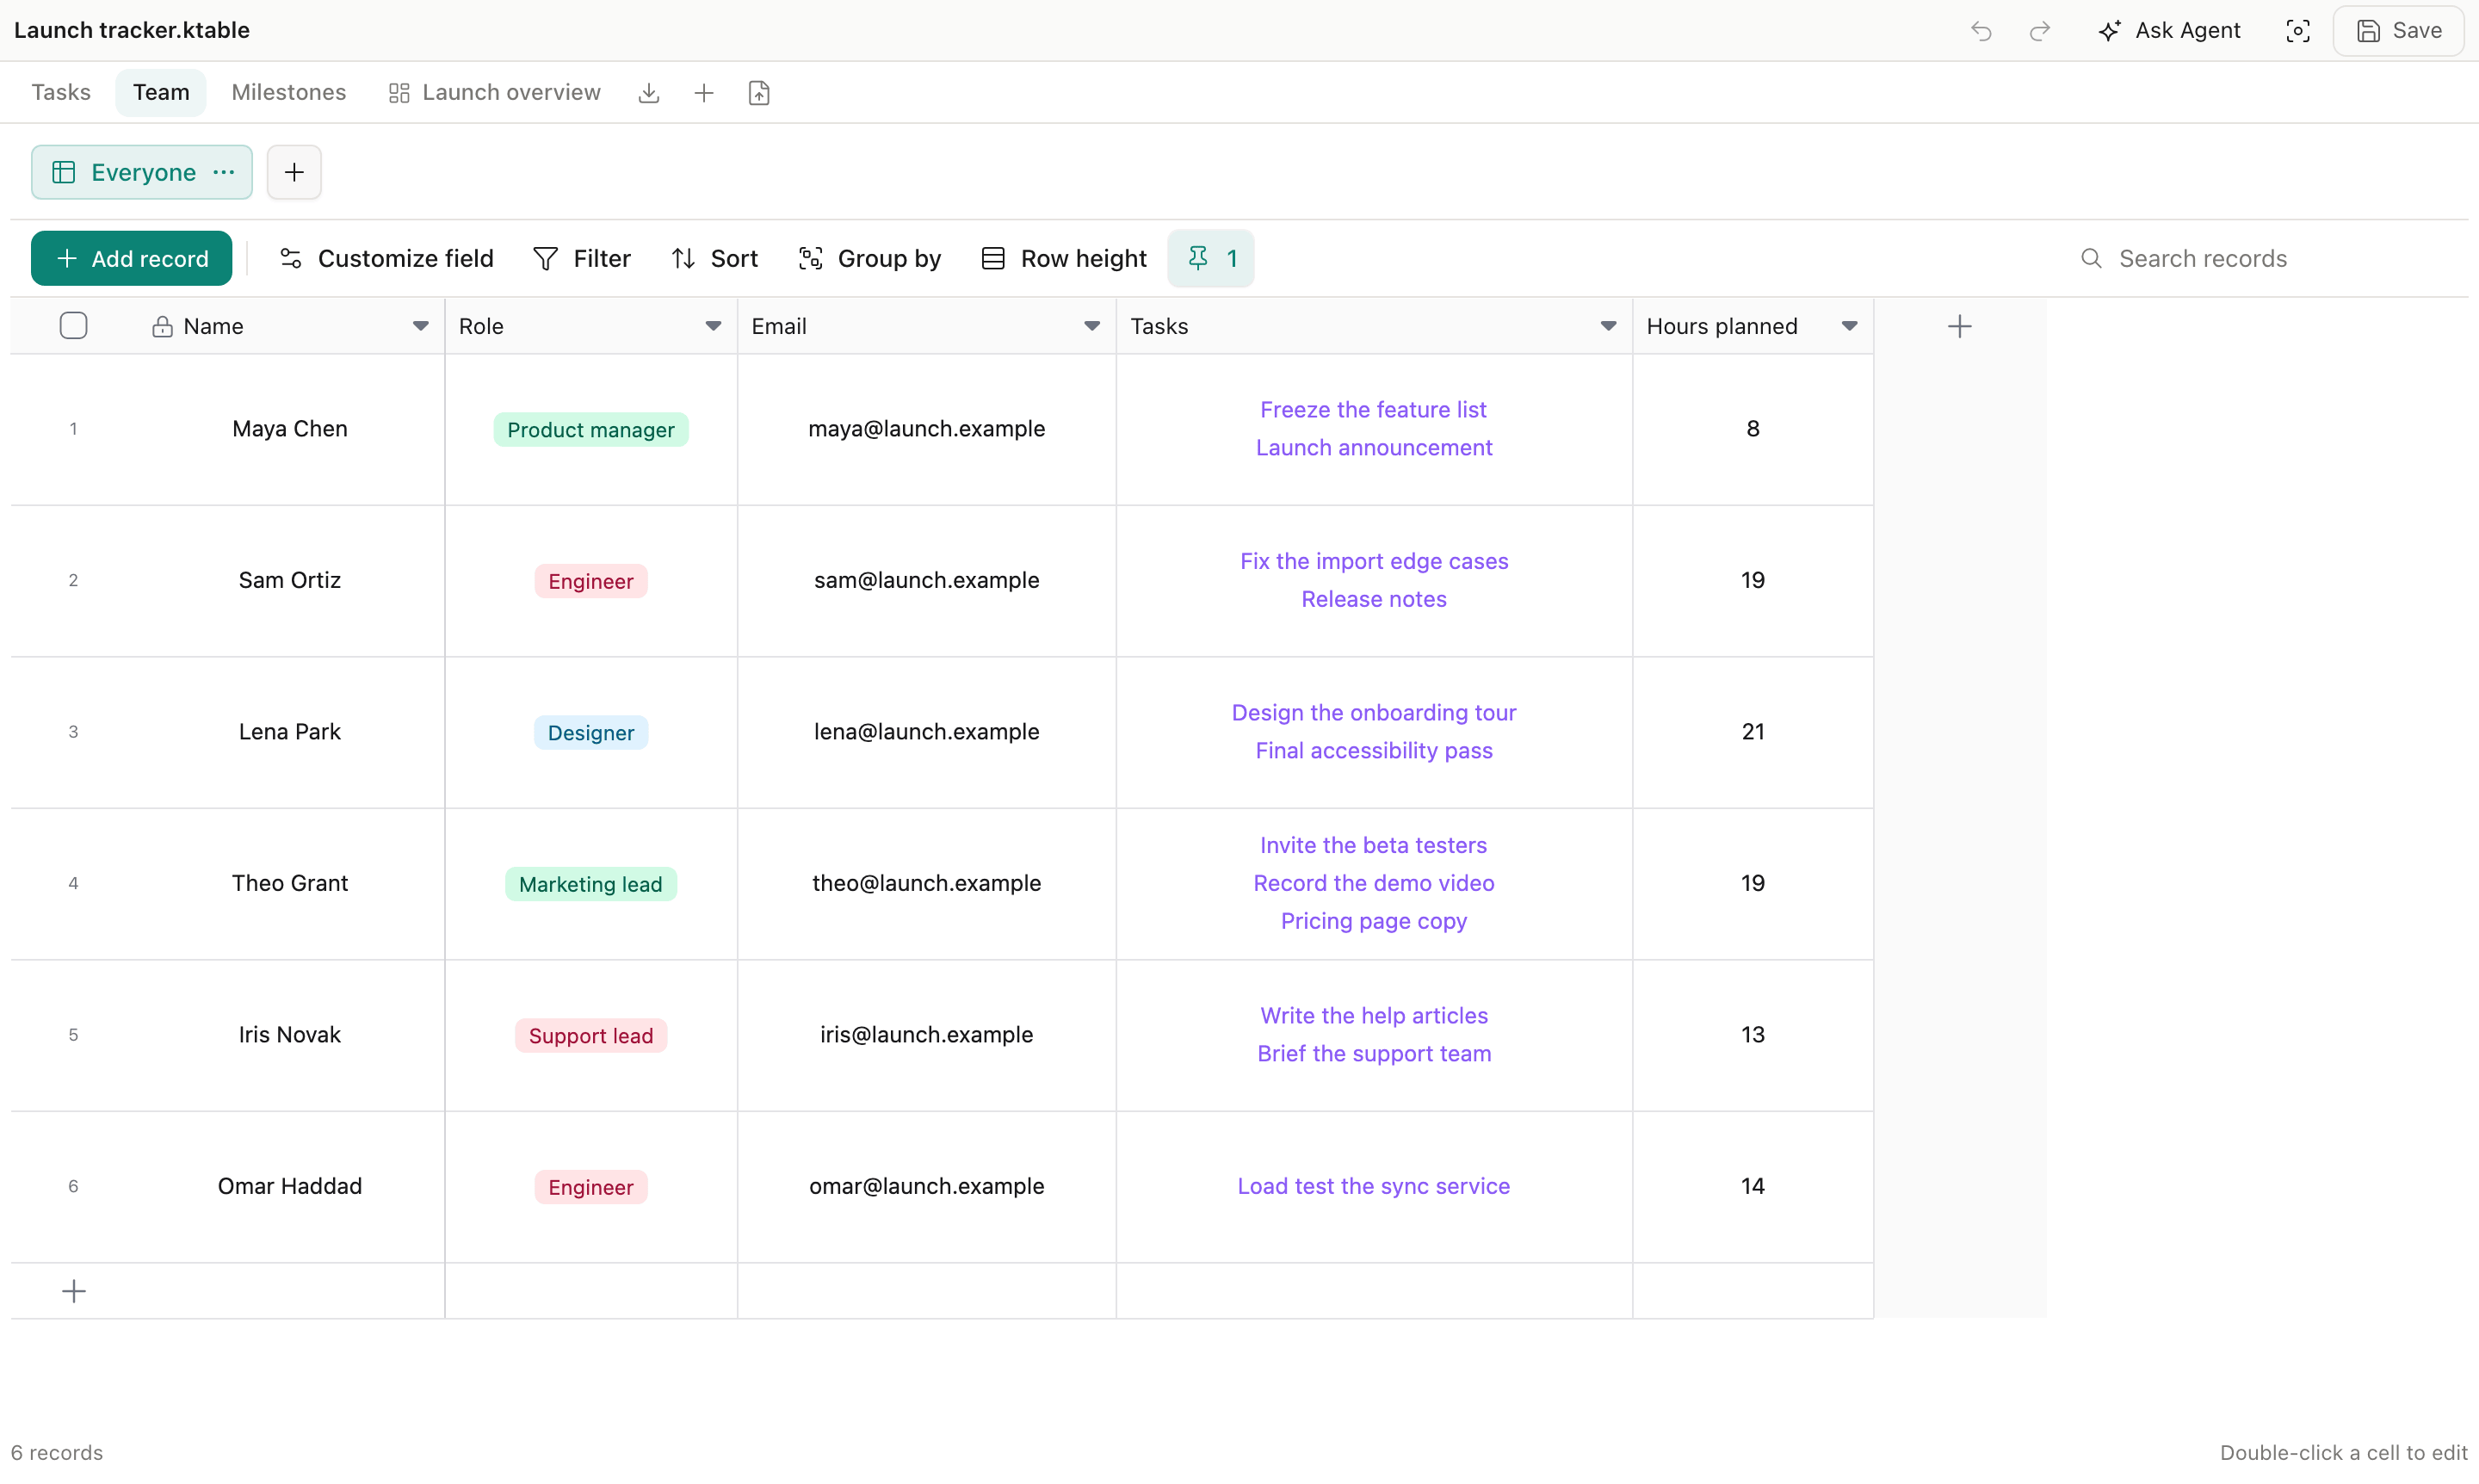 Launch tracker.ktable
Ask Agent
Save
Tasks
Team
Milestones
Launch overview
Everyone
Add record
Customize field
Filter
Sort
Group by
Row height
1
Search records
Name
Role
Email
Tasks
Hours planned
1
Maya Chen
Product manager
maya@launch.example
Freeze the feature list
Launch announcement
8
2
Sam Ortiz
Engineer
sam@launch.example
Fix the import edge cases
Release notes
19
3
Lena Park
Designer
lena@launch.example
Design the onboarding tour
Final accessibility pass
21
4
Theo Grant
Marketing lead
theo@launch.example
Invite the beta testers
Record the demo video
Pricing page copy
19
5
Iris Novak
Support lead
iris@launch.example
Write the help articles
Brief the support team
13
6
Omar Haddad
Engineer
omar@launch.example
Load test the sync service
14
6 records
Double-click a cell to edit